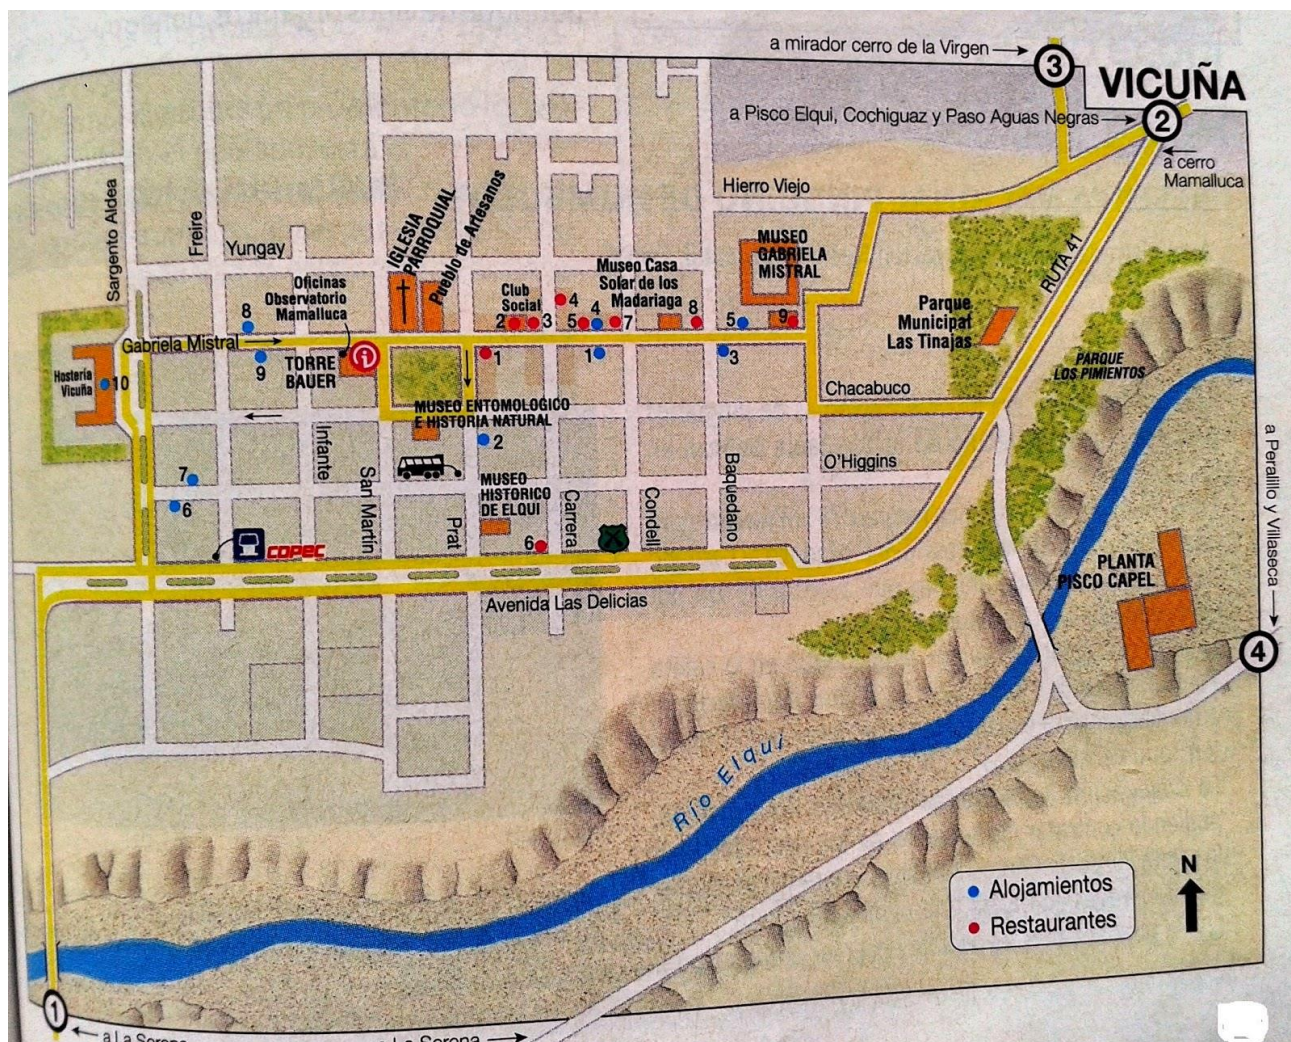 a mirador cerro de la Virgen
3
VICUÑA
a Pisco Elqui, Cochiguaz y Paso Aguas Negras
2
a cerro
Mamalluca
Hierro Viejo
Sargento Aldea
Freire
Yungay
IGLESIA
PARROQUIAL
Pueblo de Artesanos
Oficinas
Observatorio
Mamalluca
Club
Social
Museo Casa
Solar de los
Madariaga
MUSEO
GABRIELA
MISTRAL
RUTA 41
Parque
Municipal
Las Tinajas
PARQUE
LOS PIMIENTOS
8
4
2
3
5
4
7
8
5
9
Gabriela Mistral
9
TORRE
BAUER
i
1
1
3
Hostería
Vicuña
10
Chacabuco
MUSEO ENTOMOLOGICO
E HISTORIA NATURAL
2
Infante
San Martín
Prat
Carrera
Condell
Baquedano
O'Higgins
7
6
MUSEO
HISTORICO
DE ELQUI
6
COPEC
Avenida Las Delicias
PLANTA
PISCO CAPEL
a Peralillo y Villaseca
4
Río Elqui
N
Alojamientos
Restaurantes
1
a La Serena
La Serena